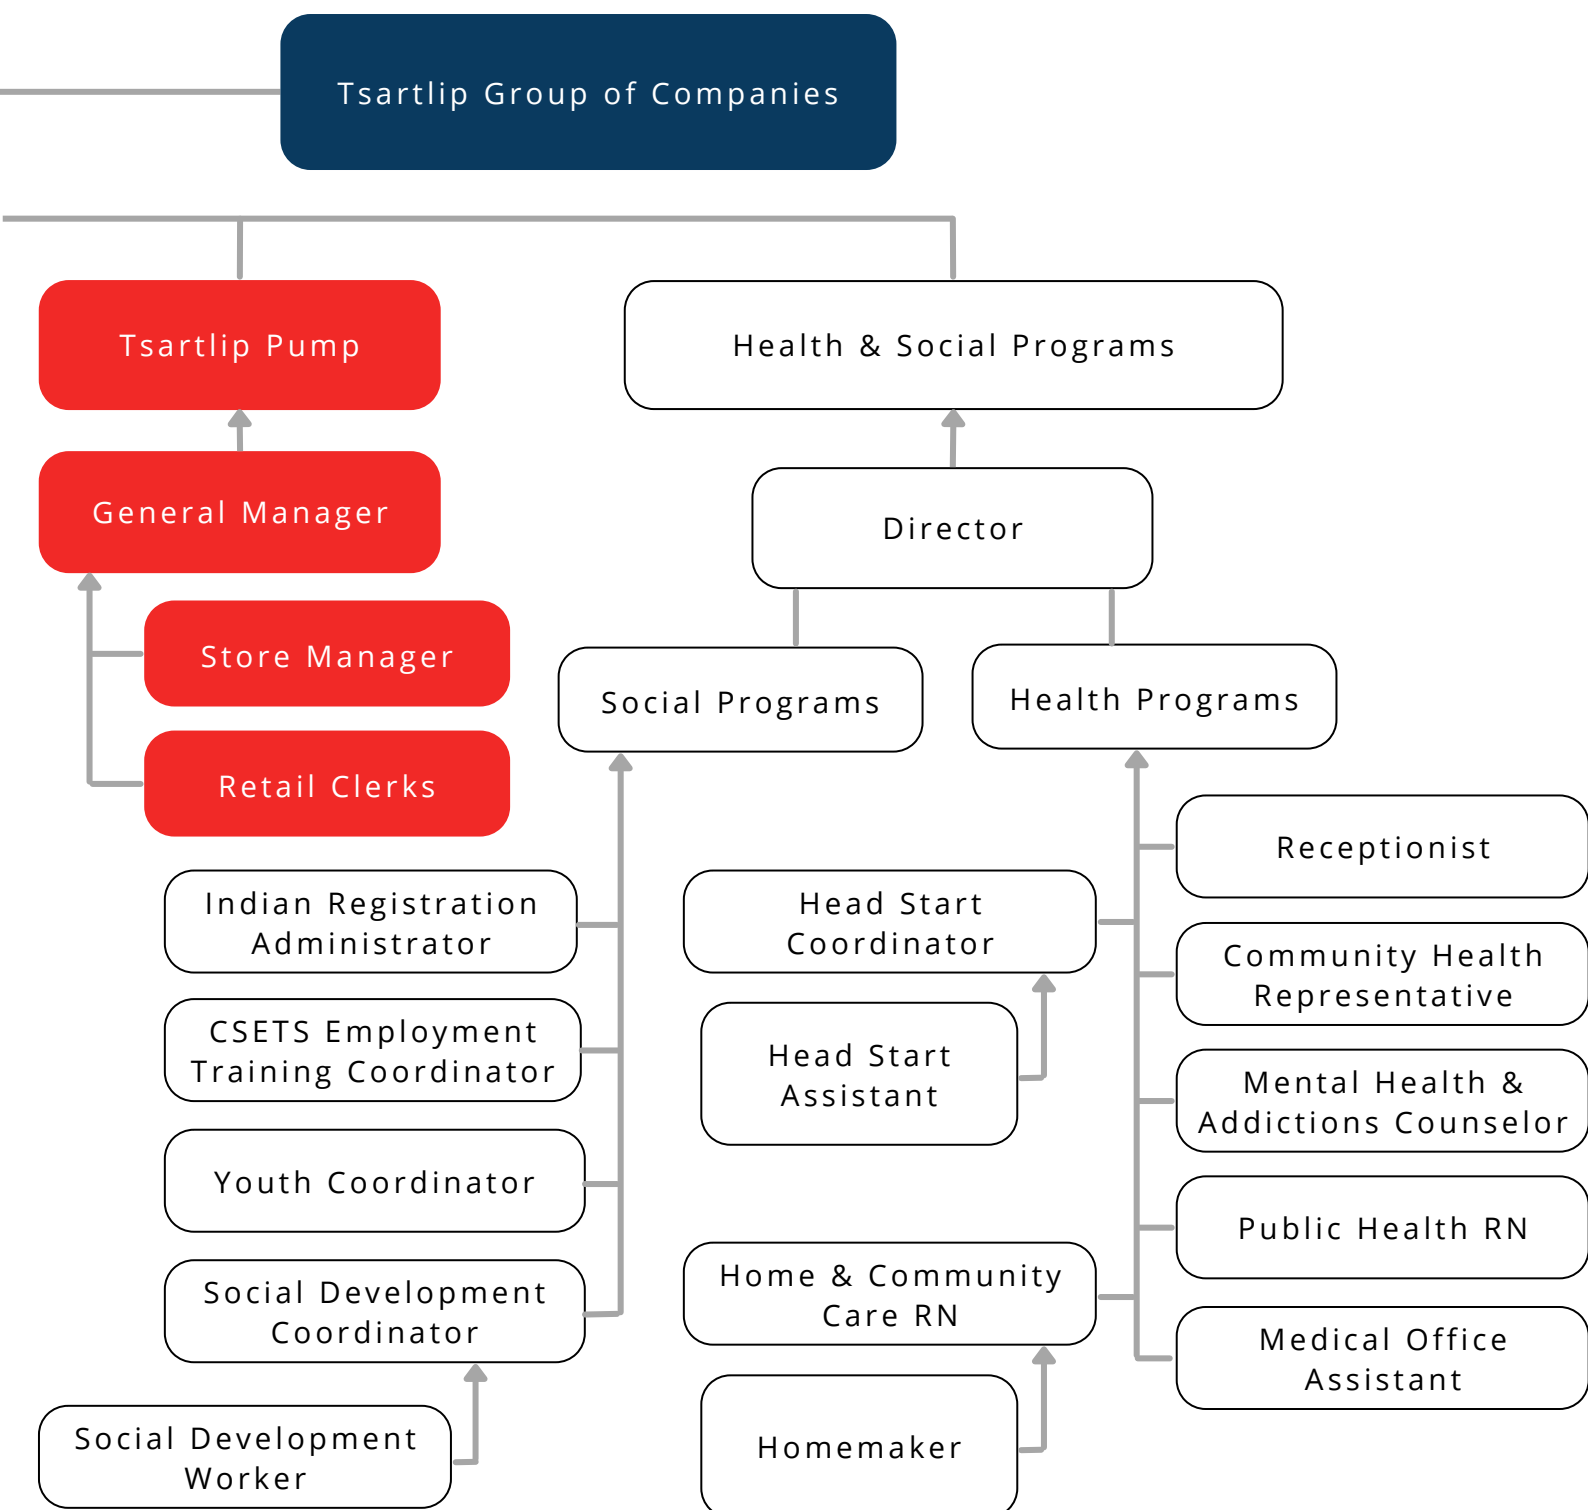 Tsartlip Group of Companies
Tsartlip Pump
General Manager
Store Manager
Retail Clerks
Health & Social Programs
Director
Social Programs
Indian Registration
Administrator
CSETS Employment
Training Coordinator
Youth Coordinator
Social Development
Coordinator
Social Development
Worker
Health Programs
Head Start
Coordinator
Head Start
Assistant
Home & Community
Care RN
Homemaker
Receptionist
Community Health
Representative
Mental Health &
Addictions Counselor
Public Health RN
Medical Office
Assistant